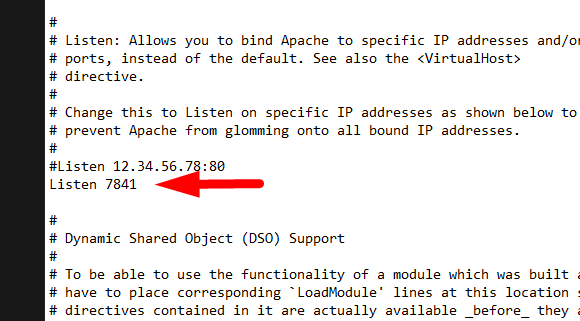 #
# Listen: Allows you to bind Apache to specific IP addresses and/or
# ports, instead of the default. See also the <VirtualHost>
# directive.
#
# Change this to Listen on specific IP addresses as shown below to
# prevent Apache from glomming onto all bound IP addresses.
#
#Listen 12.34.56.78:80
Listen 7841
#
# Dynamic Shared Object (DSO) Support
#
# To be able to use the functionality of a module which was built
# have to place corresponding `LoadModule' lines at this location
# directives contained in it are actually available _before_ they